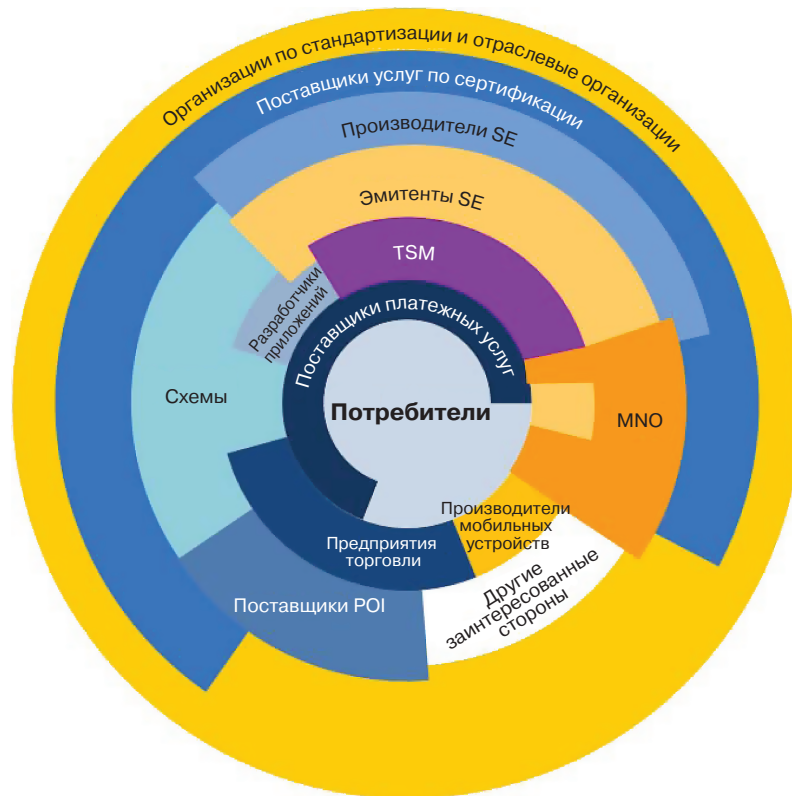 Организации по стандартизации и отраслевые организации
Поставщики услуг по сертификации
Производители SE
Эмитенты SE
TSM
Разработчики
приложений
Поставщики платежных услуг
Схемы
Потребители
MNO
Производители
мобильных
устройств
Предприятия
торговли
Поставщики POI
Другие
заинтересованные
стороны